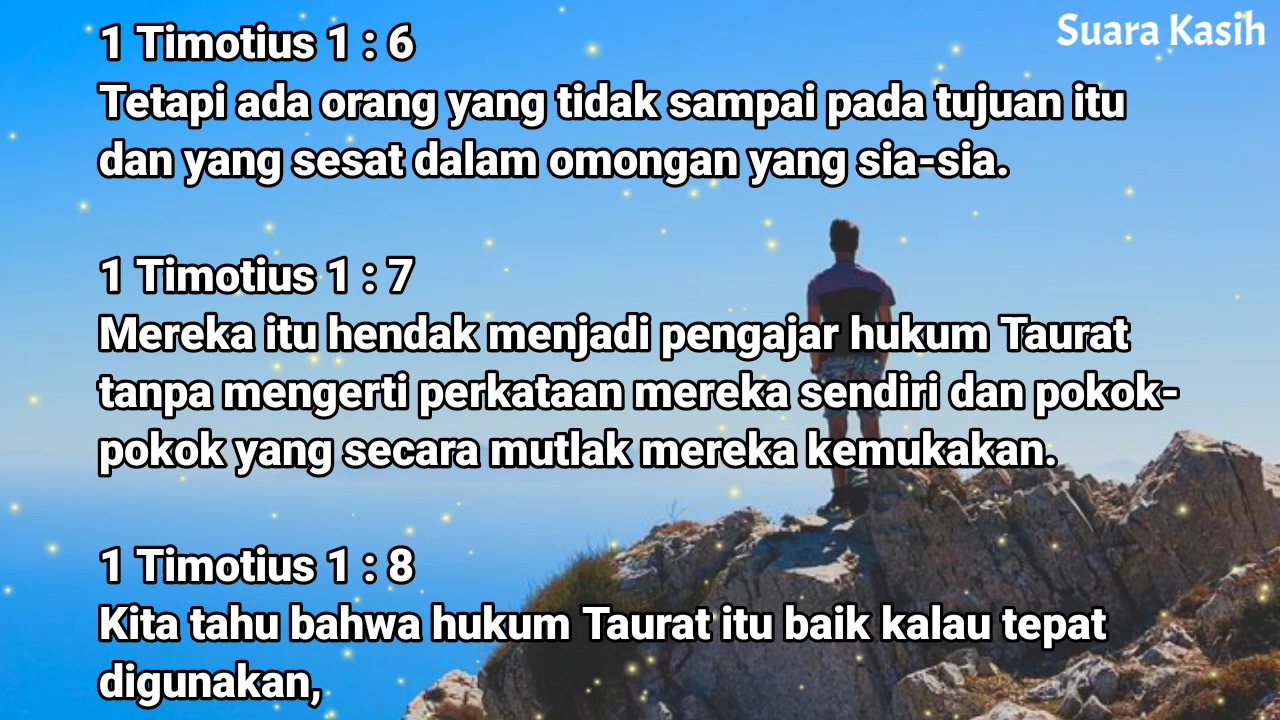 Suara Kasih
1 Timotius 1 : 6
Tetapi ada orang yang tidak sampai pada tujuan itu
dan yang sesat dalam omongan yang sia-sia.
1 Timotius 1 : 7
Mereka itu hendak menjadi pengajar hukum Taurat
tanpa mengerti perkataan mereka sendiri dan pokok-
pokok yang secara mutlak mereka kemukakan.
1 Timotius 1 : 8
Kita tahu bahwa hukum Taurat itu baik kalau tepat
digunakan,